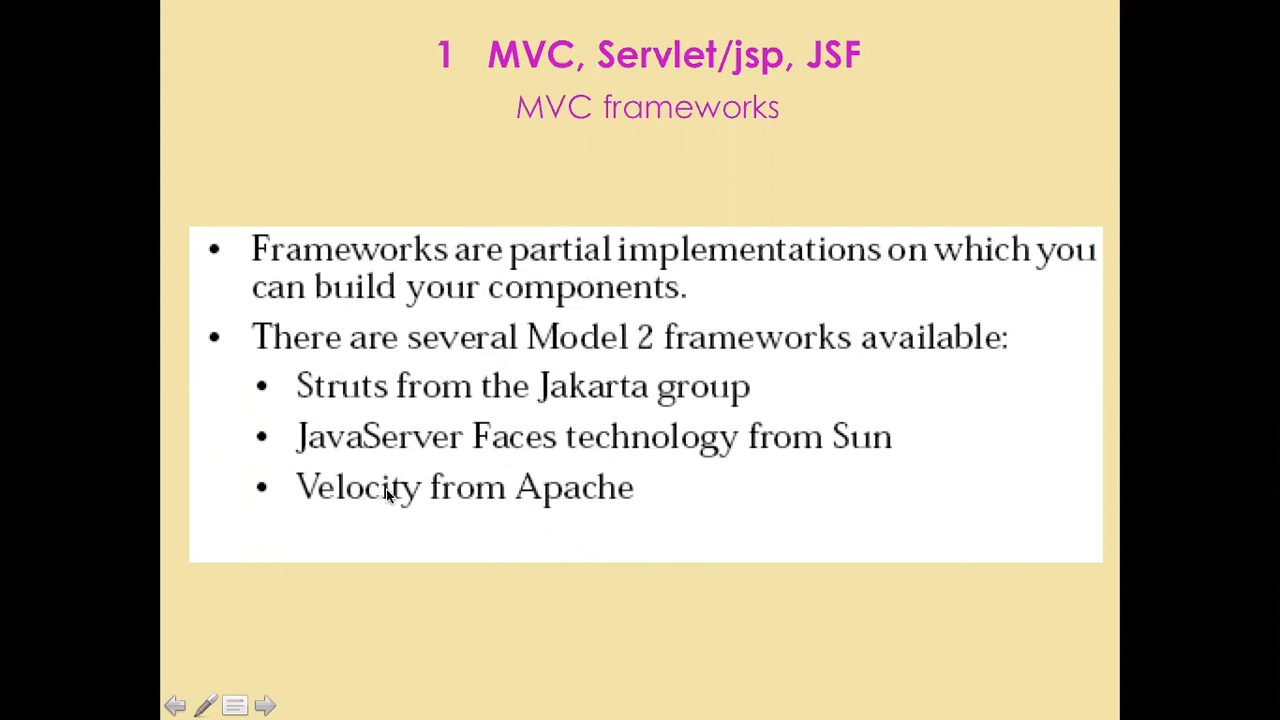 1 MVC, Servlet/jsp, JSF
MVC frameworks
• Frameworks are partial implementations on which you
can build your components.
• There are several Model 2 frameworks available:
• Struts from the Jakarta group
• JavaServer Faces technology from Sun
• Velocity from Apache